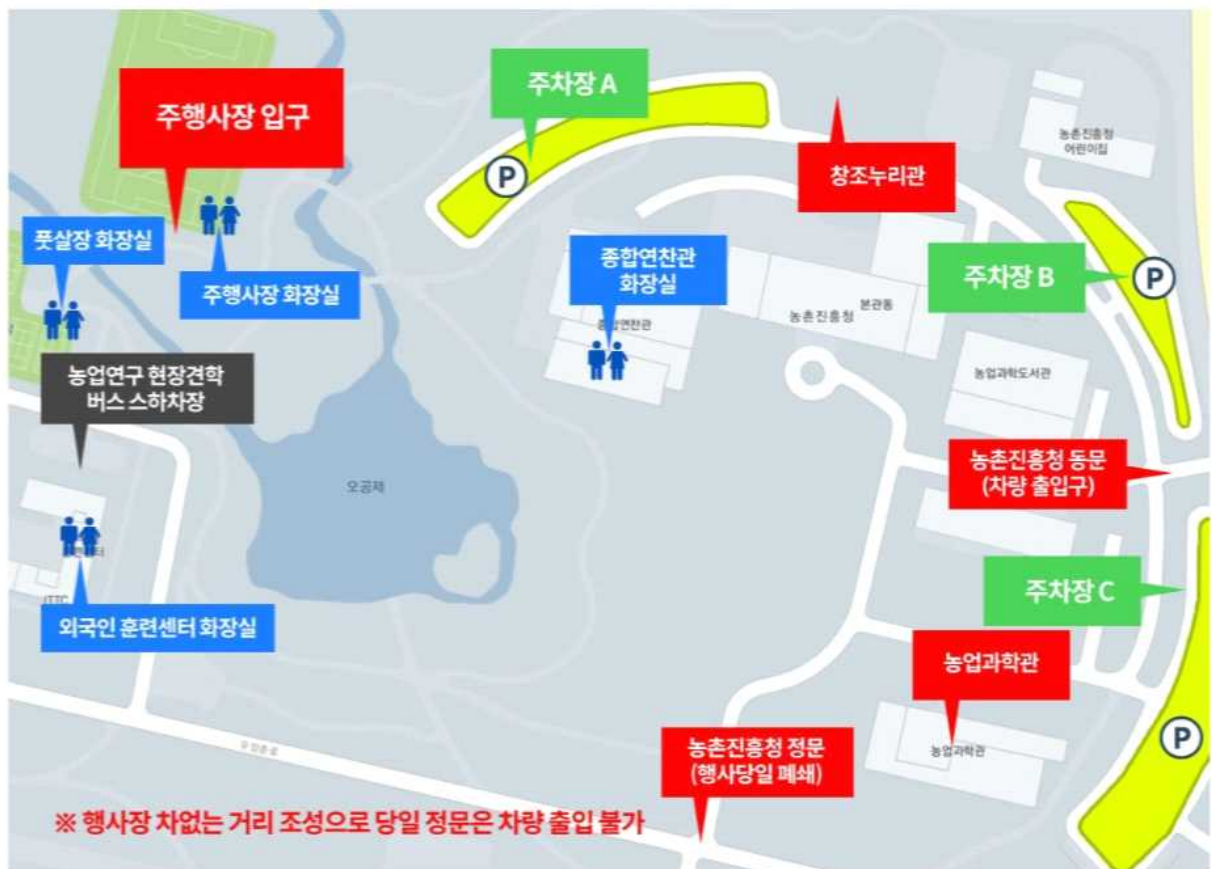 주차장 A
주행사장 입구
농촌진흥청
어린이집
창조누리관
P
풋살장 화장실
주행사장 화장실
종합연찬관
화장실
주차장 B
P
본관동
농촌진흥청
종합연찬관
농업연구 현장견학
버스 스하차장
농업과학도서관
농촌진흥청 동문
(차량 출입구)
오공제
주차장 C
ITTC
외국인 훈련센터 화장실
농업과학관
P
농촌진흥청 정문
(행사당일 폐쇄)
농업과학관
※ 행사장 차없는 거리 조성으로 당일 정문은 차량 출입 불가